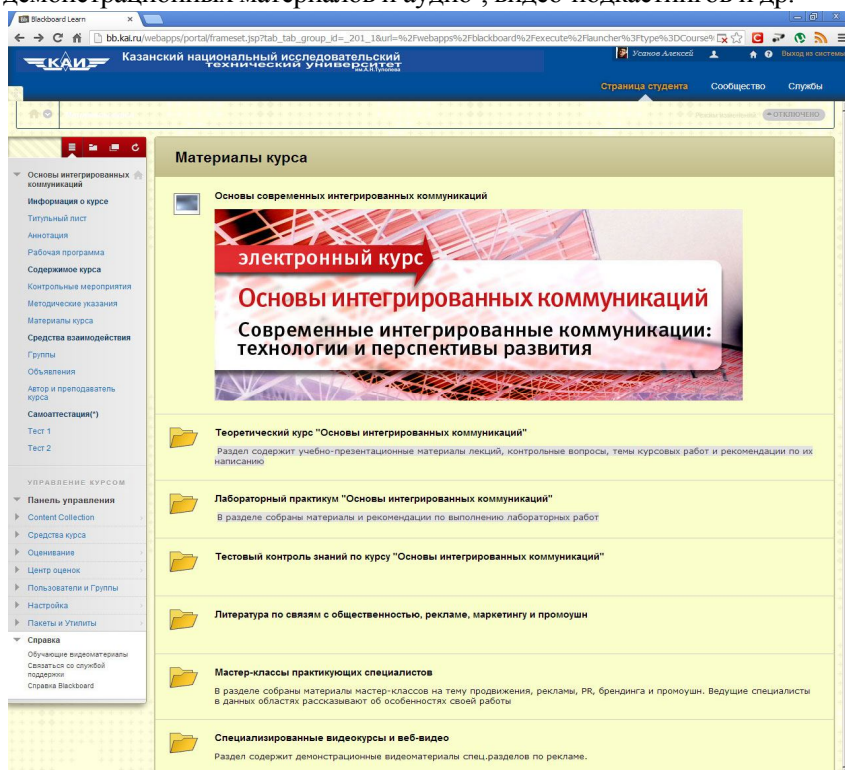 демонстрационных материалов и аудио-, видео-подкастингов и др.
Blackboard Learn
bb.kai.ru/webapps/portal/frameset.jsp?tab_tab_group_id=_201_1&url=%2Fwebapps%2Fblackboard%2Fexecute%2Flauncher%3Ftype%3DCourse%
КАИ
Казанский национальный исследовательский
технический университет
им.А.Н.Туполева
Усанов Алексей
Выход из системы
Страница студента
Сообщество
Службы
ОТКЛЮЧЕНО
Основы интегрированных
коммуникаций
Информация о курсе
Титульный лист
Аннотация
Рабочая программа
Содержимое курса
Контрольные мероприятия
Методические указания
Материалы курса
Средства взаимодействия
Группы
Объявления
Автор и преподаватель
курса
Самоаттестация(*)
Тест 1
Тест 2
УПРАВЛЕНИЕ КУРСОМ
Панель управления
Content Collection
Средства курса
Оценивание
Центр оценок
Пользователи и Группы
Настройка
Пакеты и Утилиты
Справка
Обучающие видеоматериалы
Связаться со службой
поддержки
Справка Blackboard
Материалы курса
Основы современных интегрированных коммуникаций
электронный курс
Основы интегрированных коммуникаций
Современные интегрированные коммуникации:
технологии и перспективы развития
Теоретический курс "Основы интегрированных коммуникаций"
Раздел содержит учебно-презентационные материалы лекций, контрольные вопросы, темы курсовых работ и рекомендации по их
написанию
Лабораторный практикум "Основы интегрированных коммуникаций"
В разделе собраны материалы и рекомендации по выполнению лабораторных работ
Тестовый контроль знаний по курсу "Основы интегрированных коммуникаций"
Литература по связям с общественностью, рекламе, маркетингу и промоушн
Мастер-классы практикующих специалистов
В разделе собраны материалы мастер-классов на тему продвижения, рекламы, PR, брендинга и промоушн. Ведущие специалисты
в данных областях рассказывают об особенностях своей работы
Специализированные видеокурсы и веб-видео
Раздел содержит демонстрационные видеоматериалы спец.разделов по рекламе.